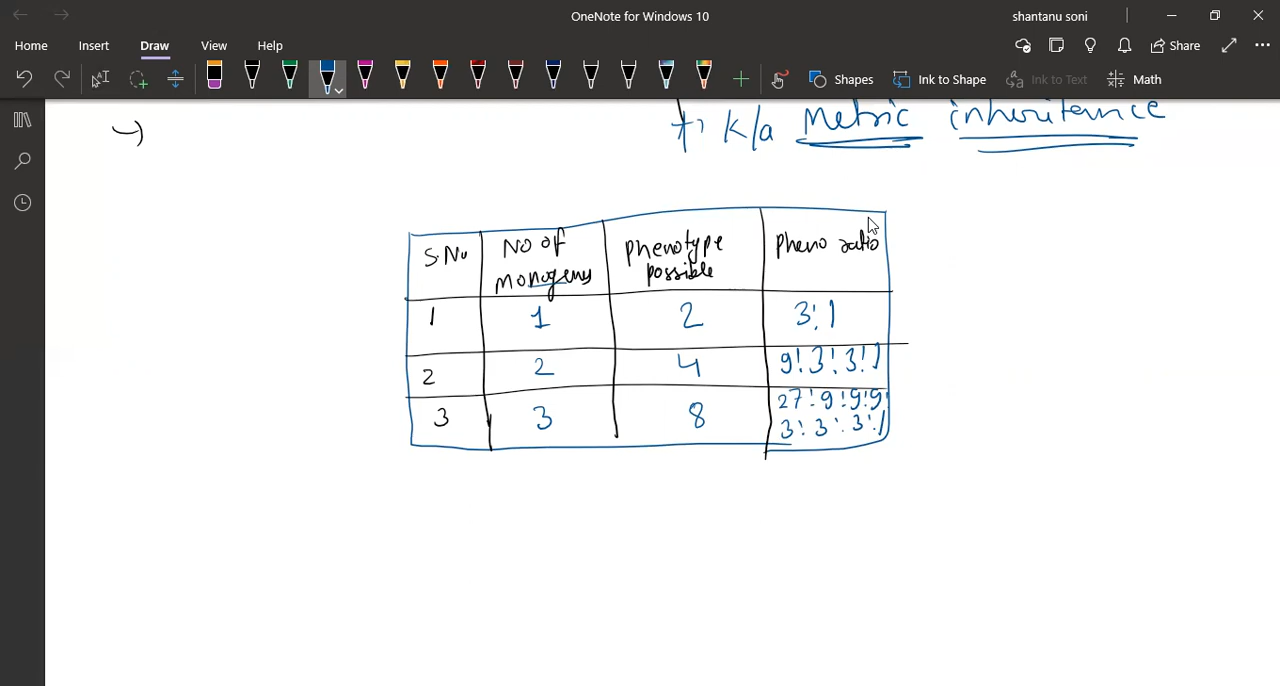 OneNote for Windows 10
shantanu soni
Home Insert Draw View Help
Share
Shapes Ink to Shape Ink to Text Math
k/a Metric inheritance
S.No No of monogens Phenotype possible Pheno ratio
1 1 2 3:1
2 2 4 9:3:3:1
3 3 8 27:9:9:9:
3:3:3:1